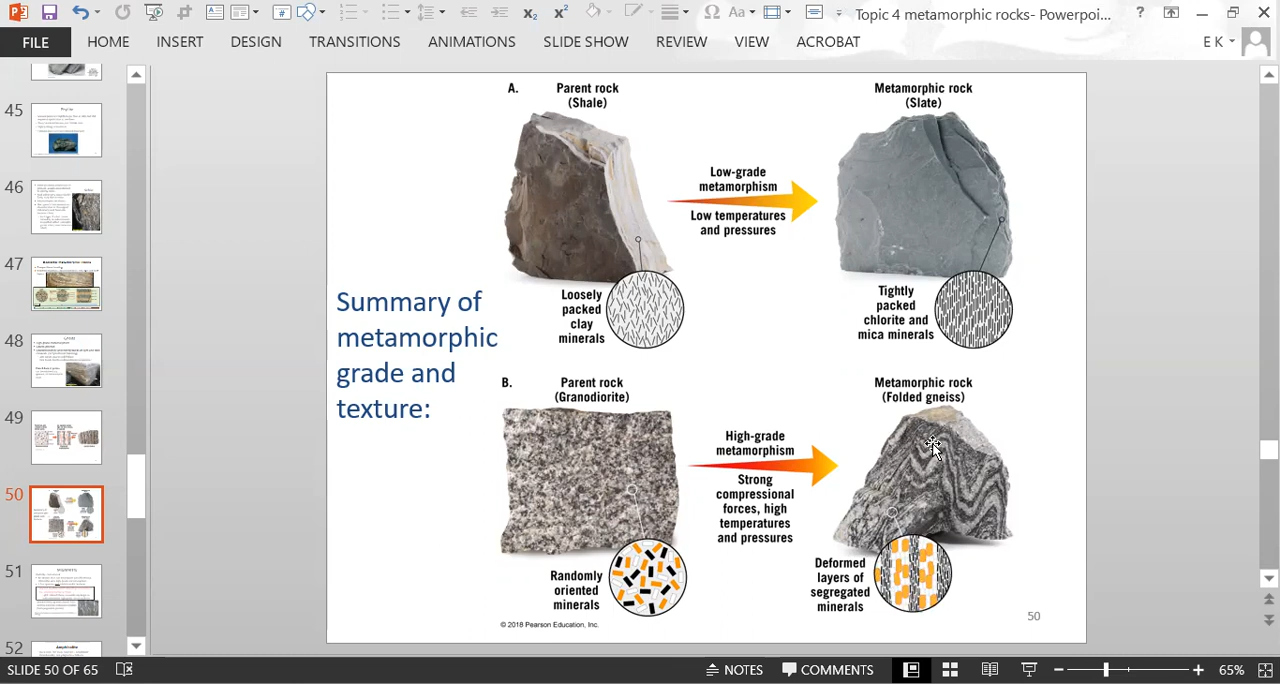 Topic 4 metamorphic rocks- Powerpoi...
FILE HOME INSERT DESIGN TRANSITIONS ANIMATIONS SLIDE SHOW REVIEW VIEW ACROBAT E K
45
46
47
48
49
50
51
52
Summary of
metamorphic
grade and
texture:
A.
Parent rock
(Shale)
Low-grade
metamorphism
Low temperatures
and pressures
Metamorphic rock
(Slate)
Loosely
packed
clay
minerals
Tightly
packed
chlorite and
mica minerals
B.
Parent rock
(Granodiorite)
High-grade
metamorphism
Strong
compressional
forces, high
temperatures
and pressures
Metamorphic rock
(Folded gneiss)
Randomly
oriented
minerals
Deformed
layers of
segregated
minerals
© 2018 Pearson Education, Inc.
50
SLIDE 50 OF 65 NOTES COMMENTS 65%